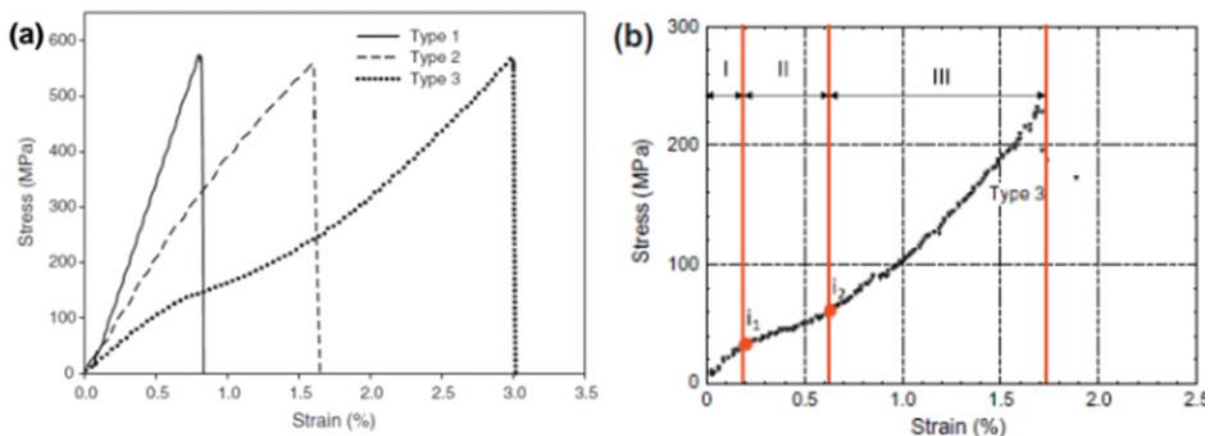 (a)
600
500
400
300
200
100
0
Stress (MPa)
Type 1
Type 2
Type 3
0.0 0.5 1.0 1.5 2.0 2.5 3.0 3.5
Strain (%)
(b)
300
200
100
0
Stress (MPa)
I II III
i1
i2
Type 3
0 0.5 1.0 1.5 2.0 2.5
Strain (%)